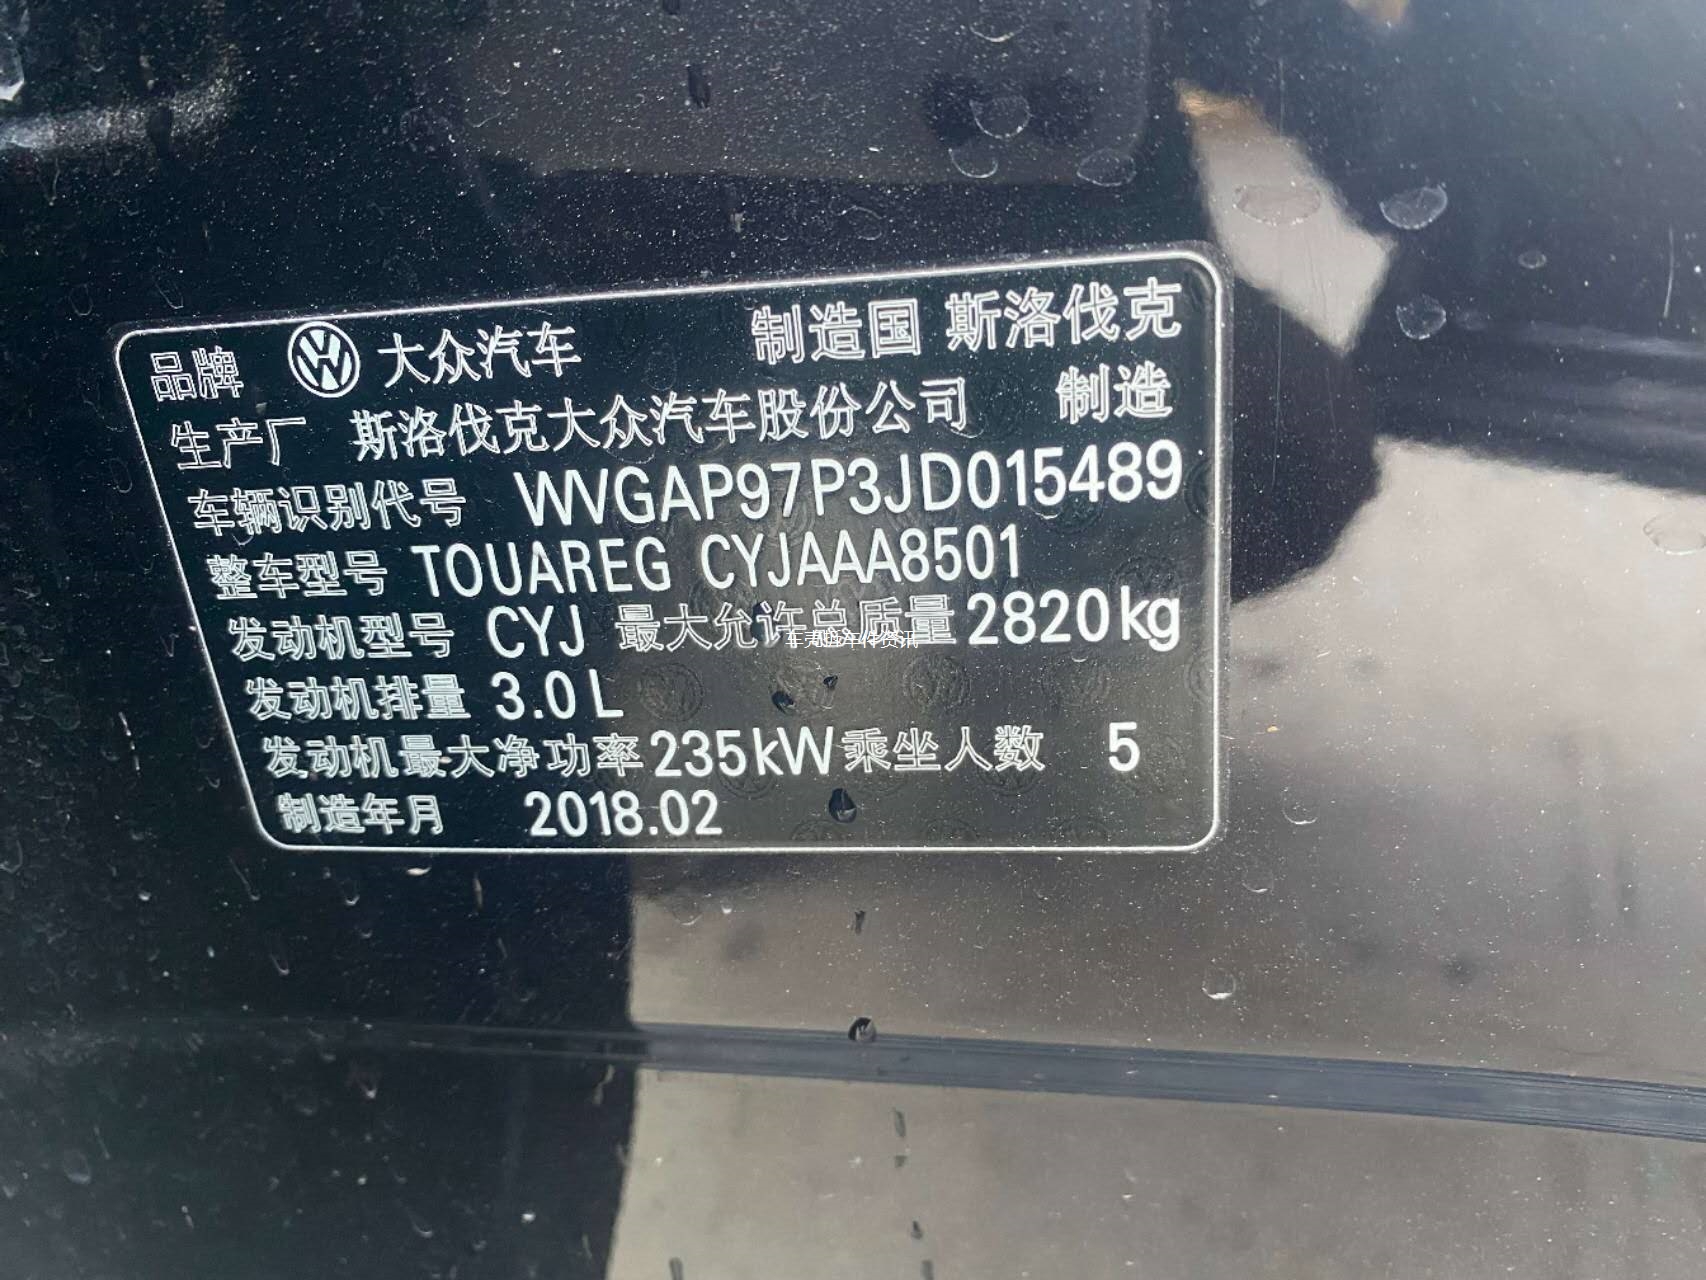 品牌 大众汽车 制造国 斯洛伐克
生产厂 斯洛伐克大众汽车股份公司 制造
车辆识别代号 WVGAP97P3JD015489
整车型号 TOUAREG CYJAAA8501
发动机型号 CYJ 最大允许总质量 2820kg
发动机排量 3.0 L
发动机最大净功率 235kW 乘坐人数 5
制造年月 2018.02